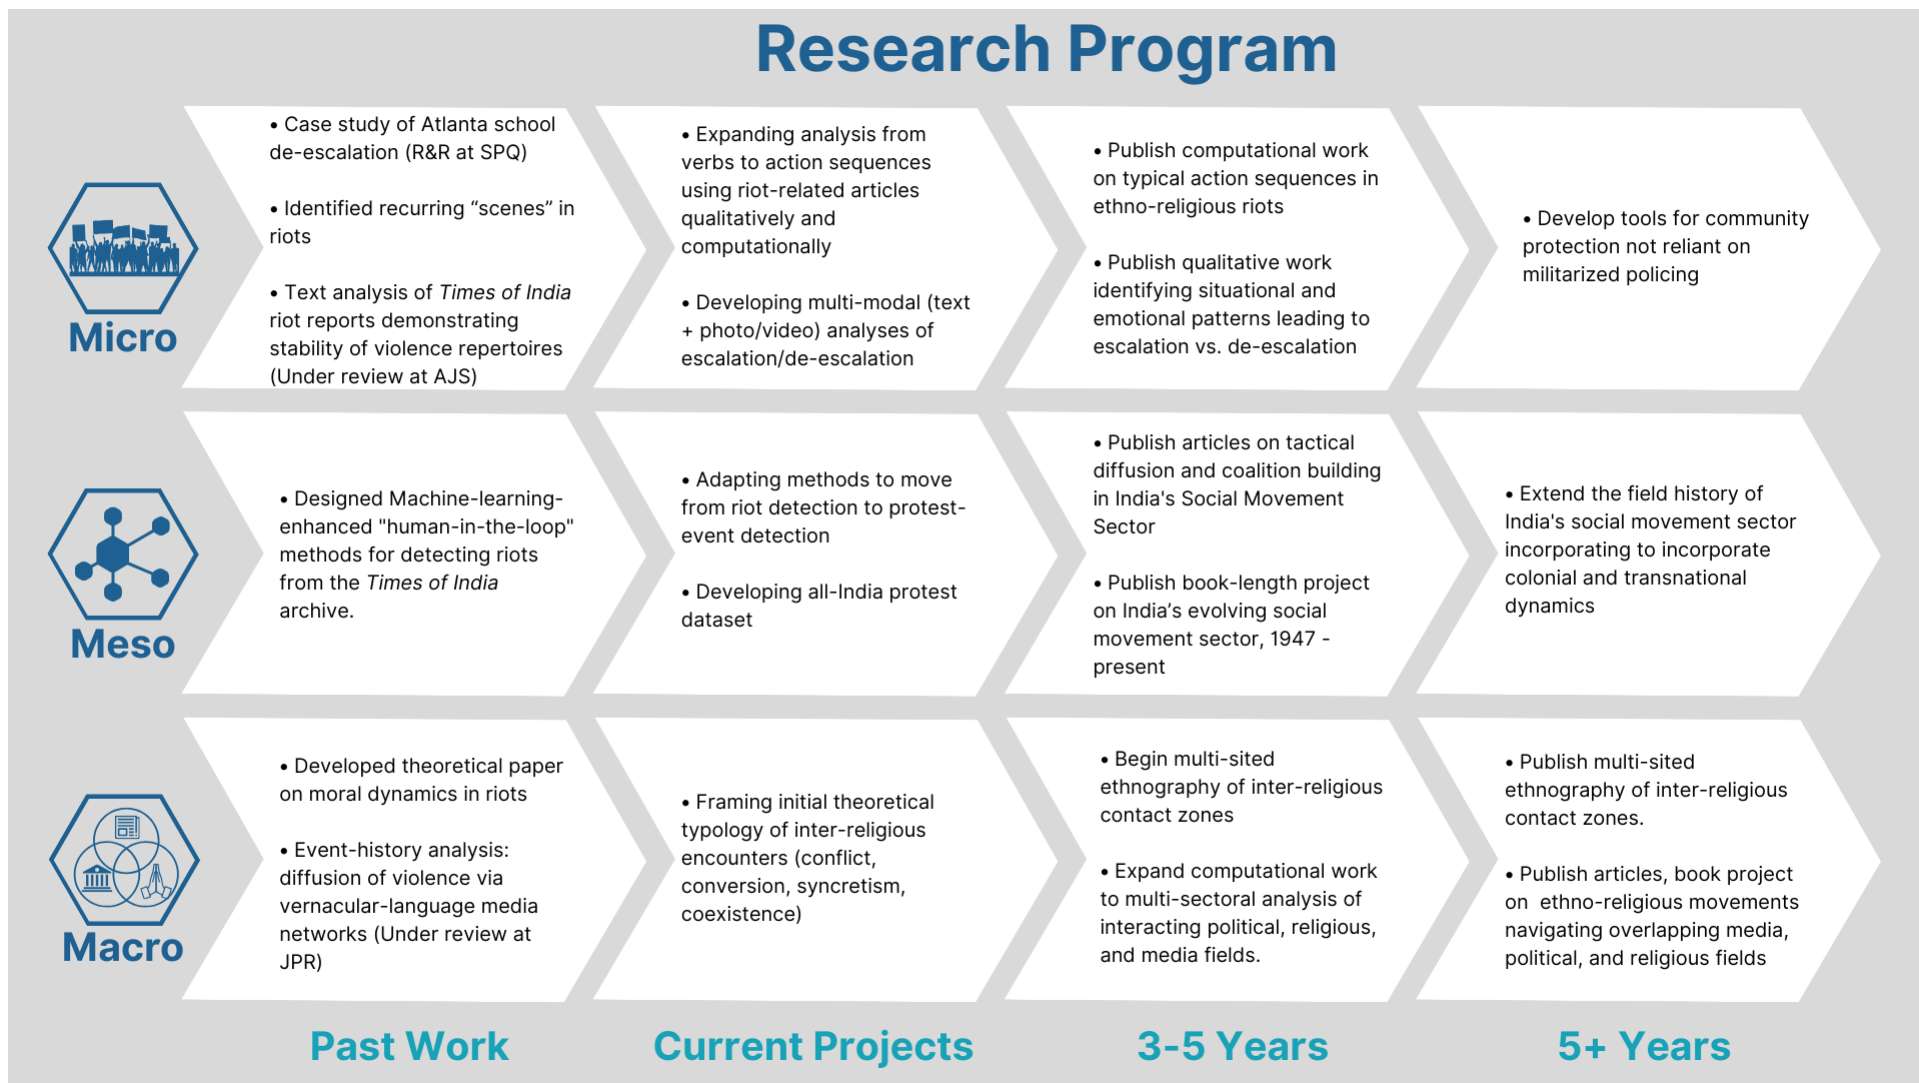 Research Program
• Case study of Atlanta school
de-escalation (R&R at SPQ)
• Identified recurring “scenes” in
riots
• Text analysis of Times of India
riot reports demonstrating
stability of violence repertoires
(Under review at AJS)
• Expanding analysis from
verbs to action sequences
using riot-related articles
qualitatively and
computationally
• Developing multi-modal (text
+ photo/video) analyses of
escalation/de-escalation
• Publish computational work
on typical action sequences in
ethno-religious riots
• Publish qualitative work
identifying situational and
emotional patterns leading to
escalation vs. de-escalation
• Develop tools for community
protection not reliant on
militarized policing
Micro
• Designed Machine-learning-
enhanced "human-in-the-loop"
methods for detecting riots
from the Times of India
archive.
• Adapting methods to move
from riot detection to protest-
event detection
• Developing all-India protest
dataset
• Publish articles on tactical
diffusion and coalition building
in India's Social Movement
Sector
• Publish book-length project
on India’s evolving social
movement sector, 1947 -
present
• Extend the field history of
India's social movement sector
incorporating to incorporate
colonial and transnational
dynamics
Meso
• Developed theoretical paper
on moral dynamics in riots
• Event-history analysis:
diffusion of violence via
vernacular-language media
networks (Under review at
JPR)
• Framing initial theoretical
typology of inter-religious
encounters (conflict,
conversion, syncretism,
coexistence)
• Begin multi-sited
ethnography of inter-religious
contact zones
• Expand computational work
to multi-sectoral analysis of
interacting political, religious,
and media fields.
• Publish multi-sited
ethnography of inter-religious
contact zones.
• Publish articles, book project
on  ethno-religious movements
navigating overlapping media,
political, and religious fields
Macro
Past Work
Current Projects
3-5 Years
5+ Years